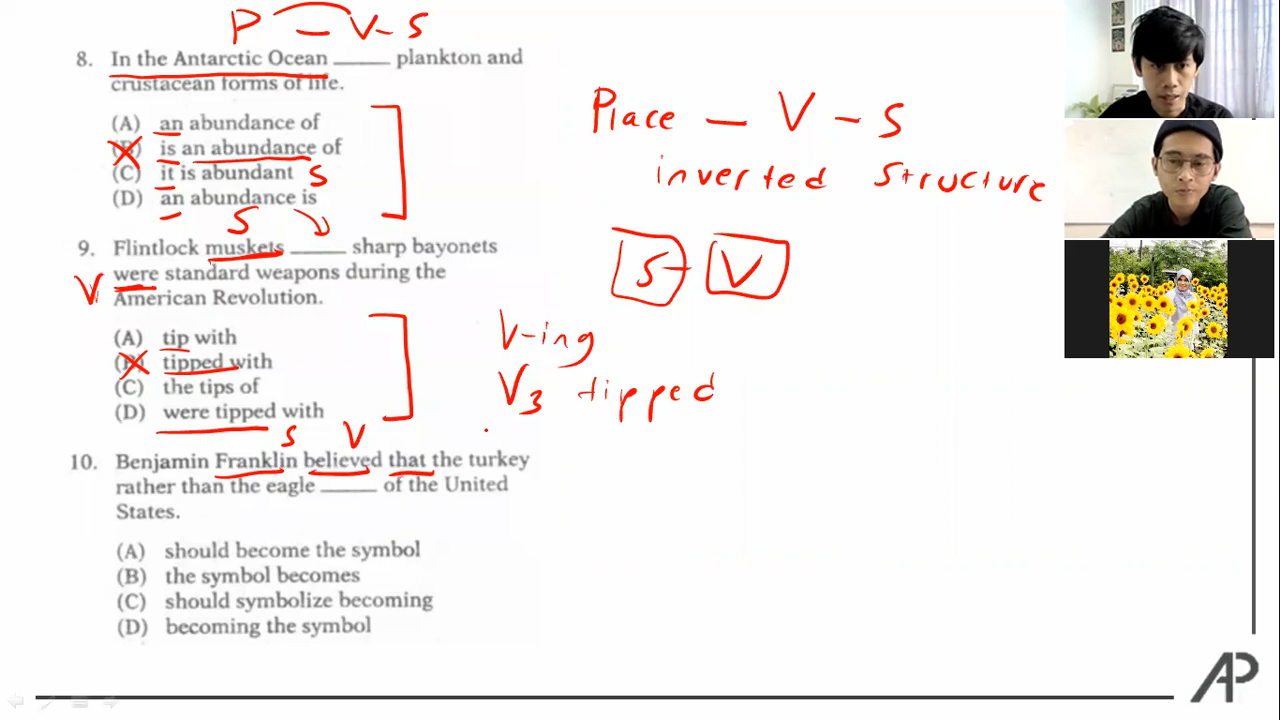 P — V-S
8. In the Antarctic Ocean _____ plankton and
crustacean forms of life.
(A) an abundance of
(B) is an abundance of
(C) it is abundant S
(D) an abundance is
Place — V - S
inverted structure
S - V
S
9. Flintlock muskets _____ sharp bayonets
V were standard weapons during the
American Revolution.
(A) tip with
(B) tipped with
(C) the tips of
(D) were tipped with
V-ing
V3 tipped
S V
10. Benjamin Franklin believed that the turkey
rather than the eagle _____ of the United
States.
(A) should become the symbol
(B) the symbol becomes
(C) should symbolize becoming
(D) becoming the symbol
AP